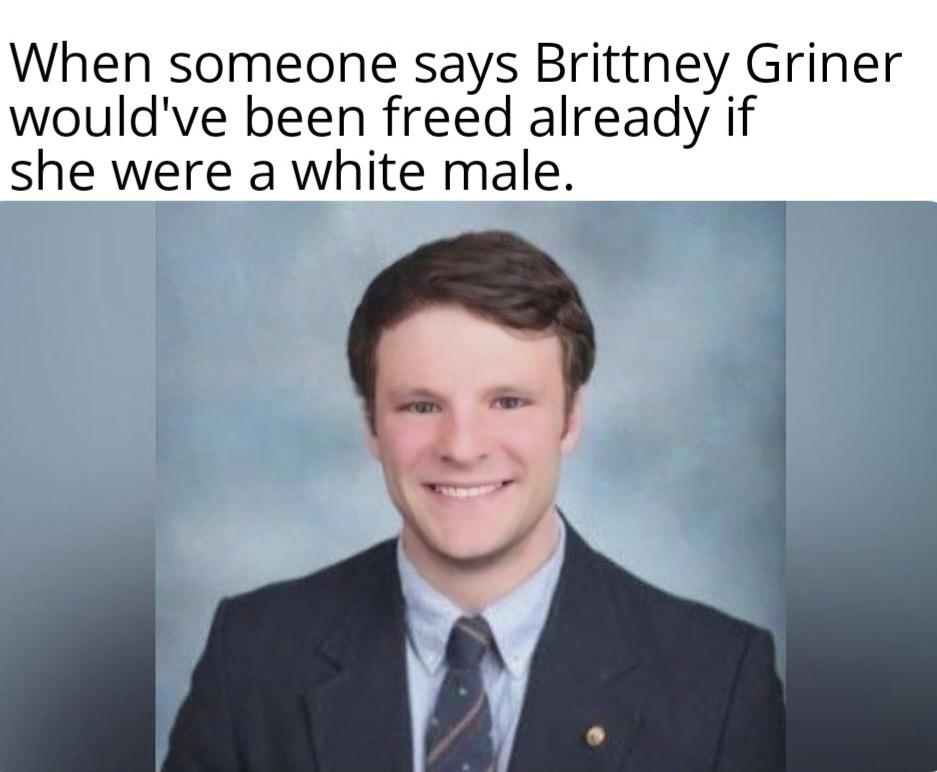 When someone says Brittney Griner
would've been freed already if
she were a white male.